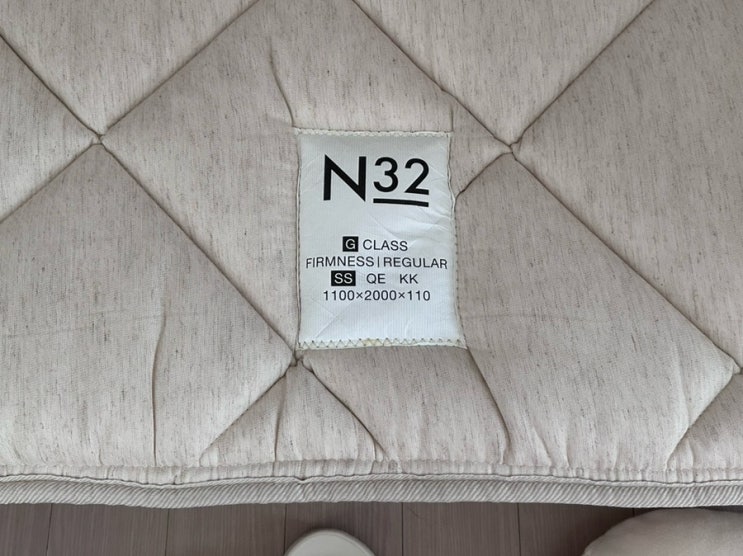 N32
G CLASS
FIRMNESS | REGULAR
SS QE KK
1100×2000×110